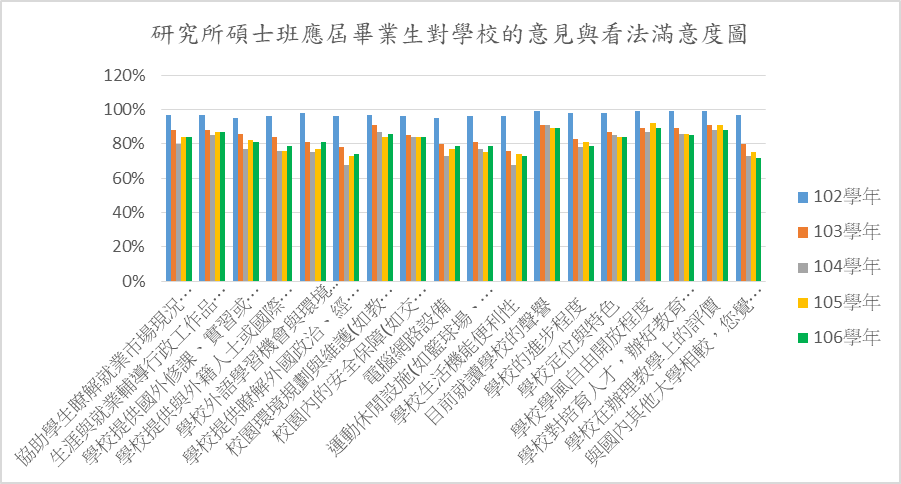 研究所碩士班應屆畢業生對學校的意見與看法滿意度圖
120%
100%
80%
60%
40%
20%
0%
協助學生瞭解就業市場現況…
生涯與就業輔導行政工作品…
學校提供國外修課、實習或…
學校提供與外籍人士或國際…
學校外語學習機會與環境…
學校提供瞭解外國政治、經…
校園環境規劃與維護(如教…
校園內的安全保障(如交…
電腦網路設備
運動休閒設施(如籃球場、…
學校生活機能便利性
目前就讀學校的聲譽
學校的進步程度
學校定位與特色
學校學風自由開放程度
學校對培育人才，辦好教育…
學校在辦理教學上的評價
與國內其他大學相較，您覺…
102學年
103學年
104學年
105學年
106學年